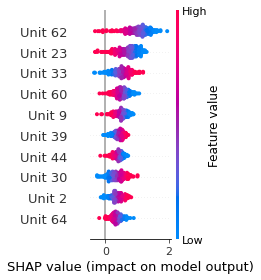 High
Unit 62
Unit 23
Unit 33
Unit 60
Unit 9
Unit 39
Unit 44
Unit 30
Unit 2
Unit 64
Feature value
Low
0 2
SHAP value (impact on model output)